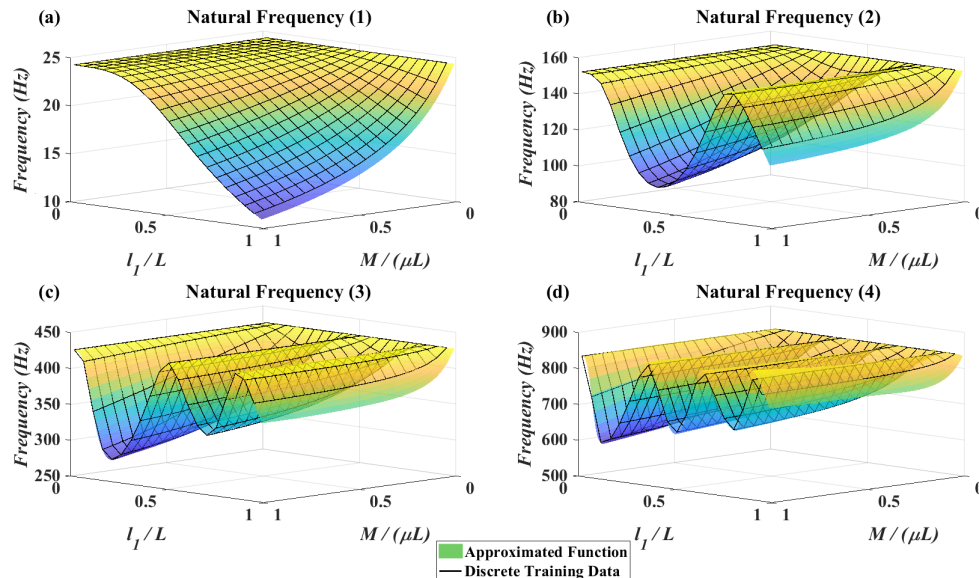 (a)
Natural Frequency (1)
Frequency (Hz)
25
20
15
10
0
0.5
1
l1 / L
1
0.5
0
M / (μL)
(b)
Natural Frequency (2)
Frequency (Hz)
160
140
120
100
80
0
0.5
1
l1 / L
1
0.5
0
M / (μL)
(c)
Natural Frequency (3)
Frequency (Hz)
450
400
350
300
250
0
0.5
1
l1 / L
1
0.5
0
M / (μL)
(d)
Natural Frequency (4)
Frequency (Hz)
900
800
700
600
500
0
0.5
1
l1 / L
1
0.5
0
M / (μL)
Approximated Function
Discrete Training Data